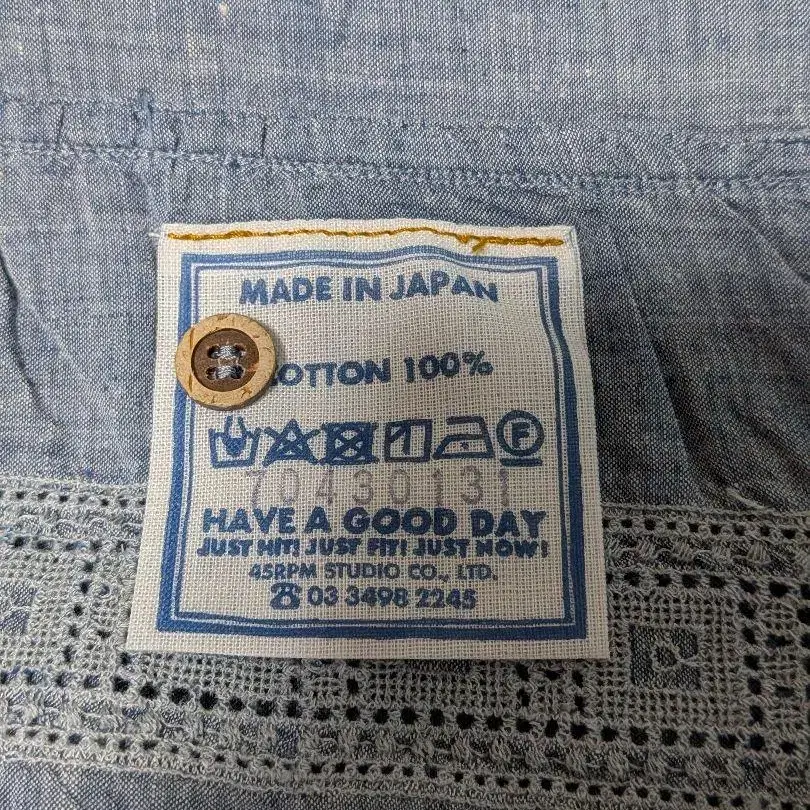 MADE IN JAPAN
COTTON 100%
F
70430131
HAVE A GOOD DAY
JUST HIT! JUST FIT! JUST NOW!
45RPM STUDIO CO., LTD.
☎ 03 3498 2245